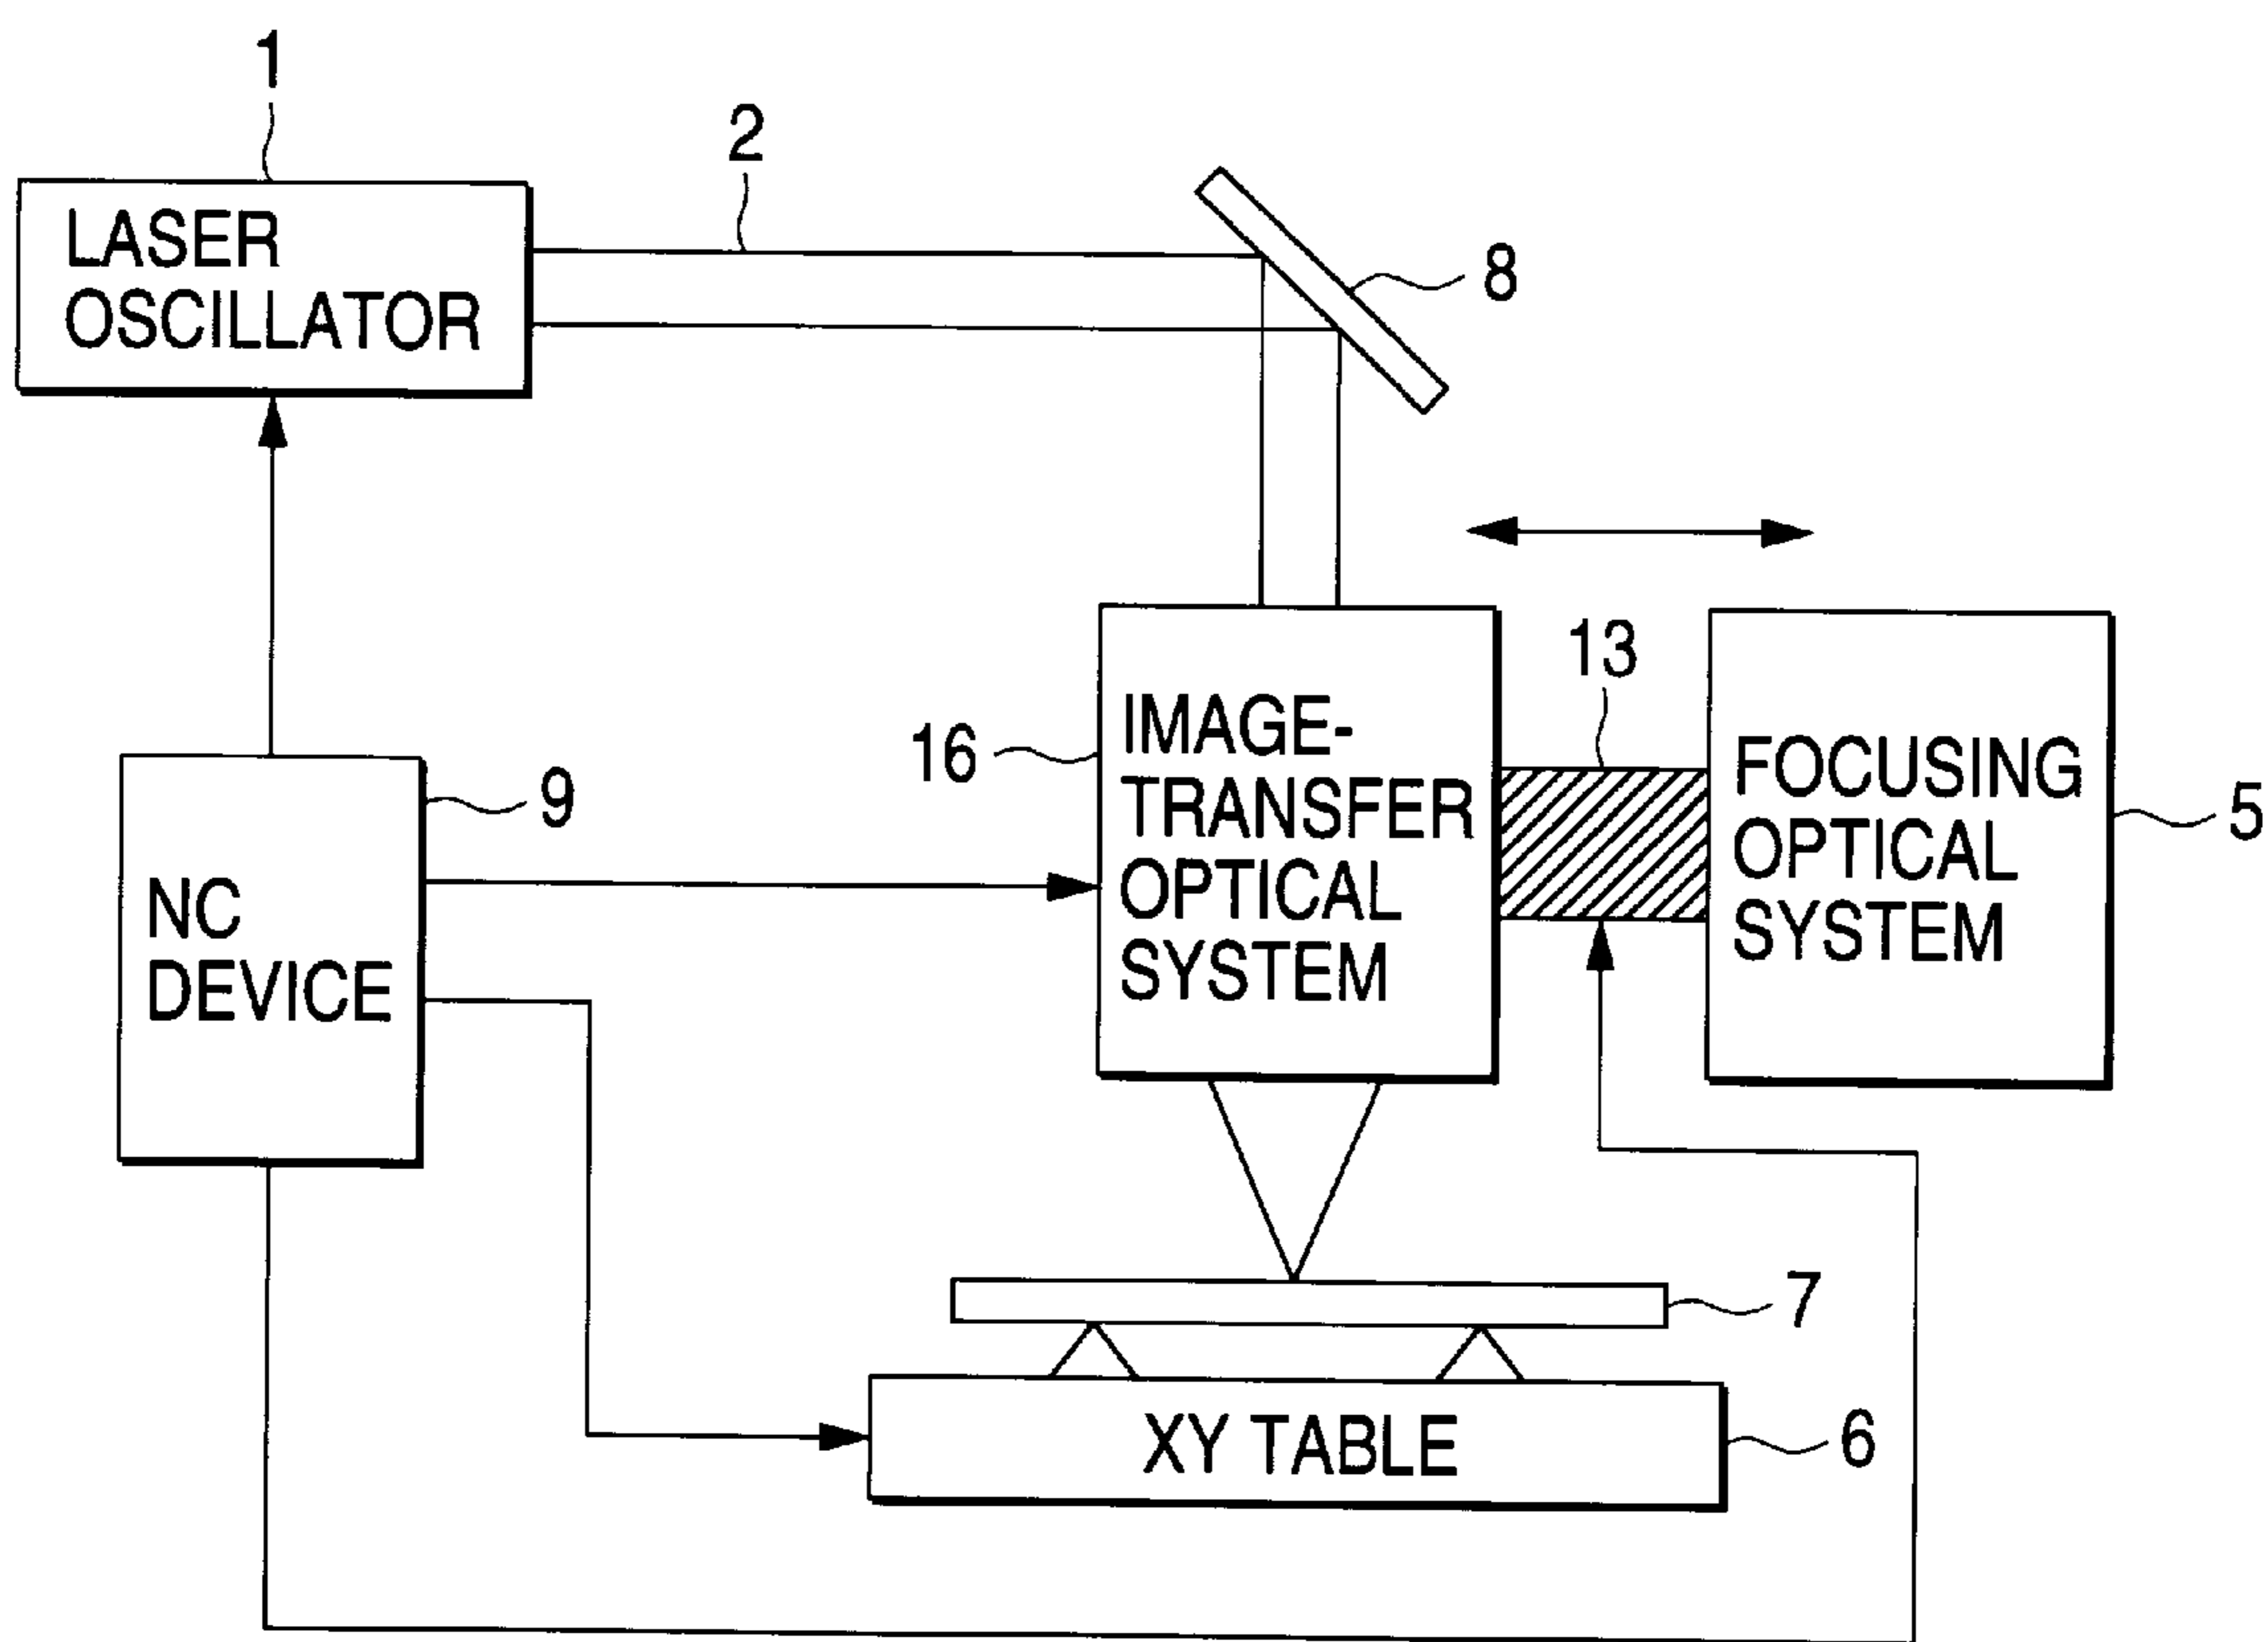 1
2
LASER
OSCILLATOR
8
13
16
IMAGE-
TRANSFER
OPTICAL
SYSTEM
FOCUSING
OPTICAL
SYSTEM
5
9
NC
DEVICE
7
XY TABLE
6